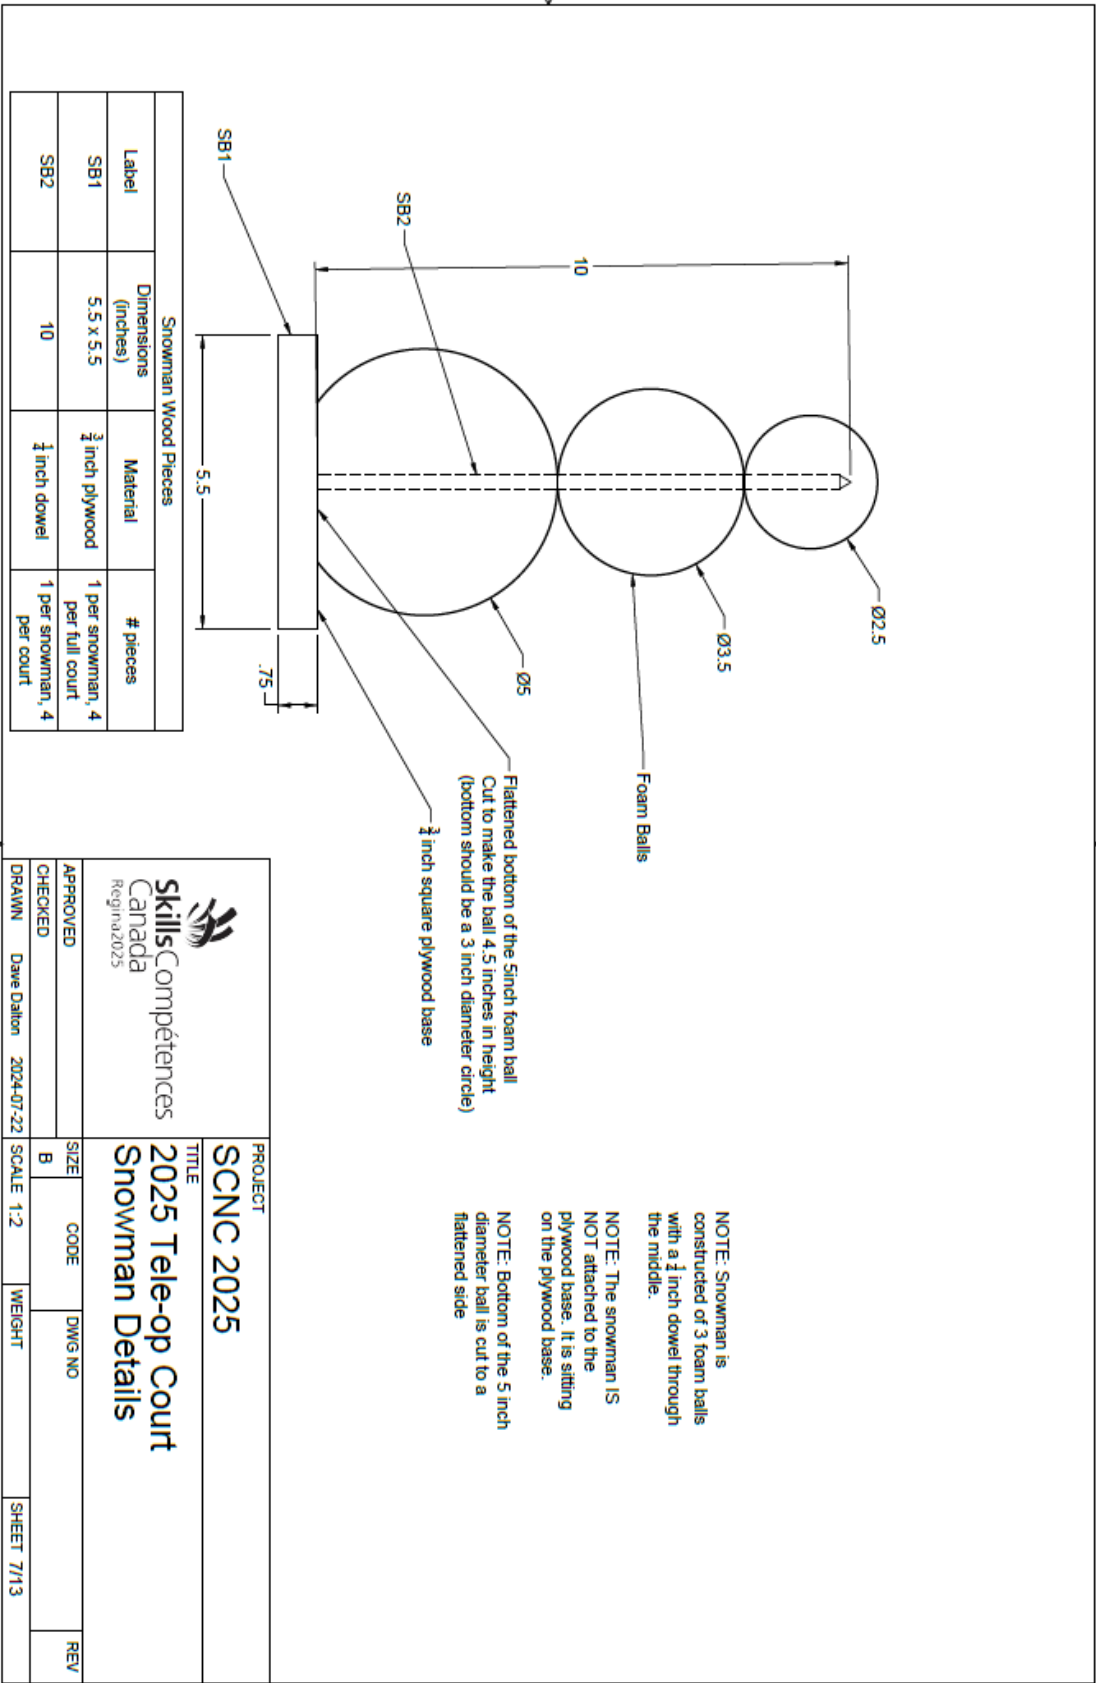 Ø2.5
Ø3.5
Foam Balls
Ø5
10
SB2
SB1
5.5
.75
Flattened bottom of the 5inch foam ball
Cut to make the ball 4.5 inches in height
(bottom should be a 3 inch diameter circle)
¾ inch square plywood base
NOTE: Snowman is
constructed of 3 foam balls
with a ¼ inch dowel through
the middle.
NOTE: The snowman IS
NOT attached to the
plywood base. It is sitting
on the plywood base.
NOTE: Bottom of the 5 inch
diameter ball is cut to a
flattened side
Snowman Wood Pieces
Label Dimensions (inches) Material # pieces
SB1 5.5 x 5.5 ¾ inch plywood 1 per snowman, 4 per full court
SB2 10 ¼ inch dowel 1 per snowman, 4 per court
SkillsCompétences
Canada
Regina2025
PROJECT
SCNC 2025
TITLE
2025 Tele-op Court
Snowman Details
APPROVED
CHECKED
DRAWN Dave Dalton 2024-07-22
SIZE CODE DWG NO REV
B
SCALE 1:2 WEIGHT SHEET 7/13